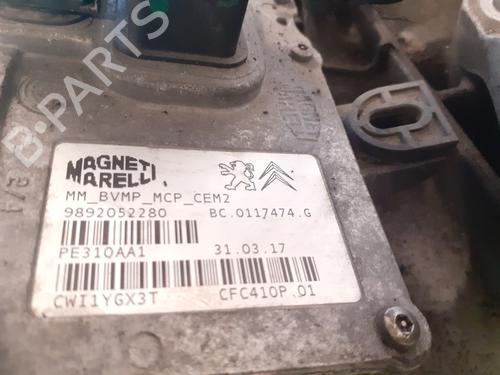 B-PARTS
MAGNETI
MARELLI
MM_BVMP_MCP_CEM2
9892052280 BC.0117474.G
PE310AA1 31.03.17
CWI1YGX3T CFC410P.01